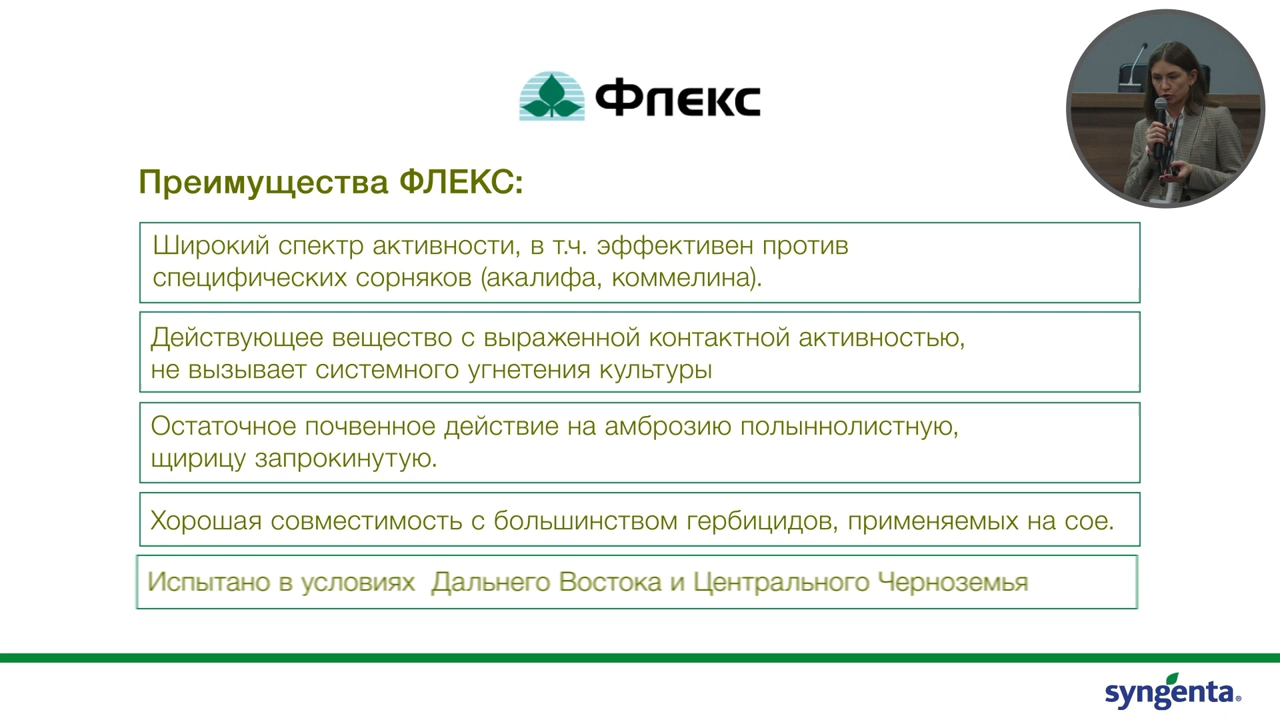 Флекс
Преимущества ФЛЕКС:
Широкий спектр активности, в т.ч. эффективен против
специфических сорняков (акалифа, коммелина).
Действующее вещество с выраженной контактной активностью,
не вызывает системного угнетения культуры
Остаточное почвенное действие на амброзию полыннолистную,
щирицу запрокинутую.
Хорошая совместимость с большинством гербицидов, применяемых на сое.
Испытано в условиях  Дальнего Востока и Центрального Черноземья
syngenta®